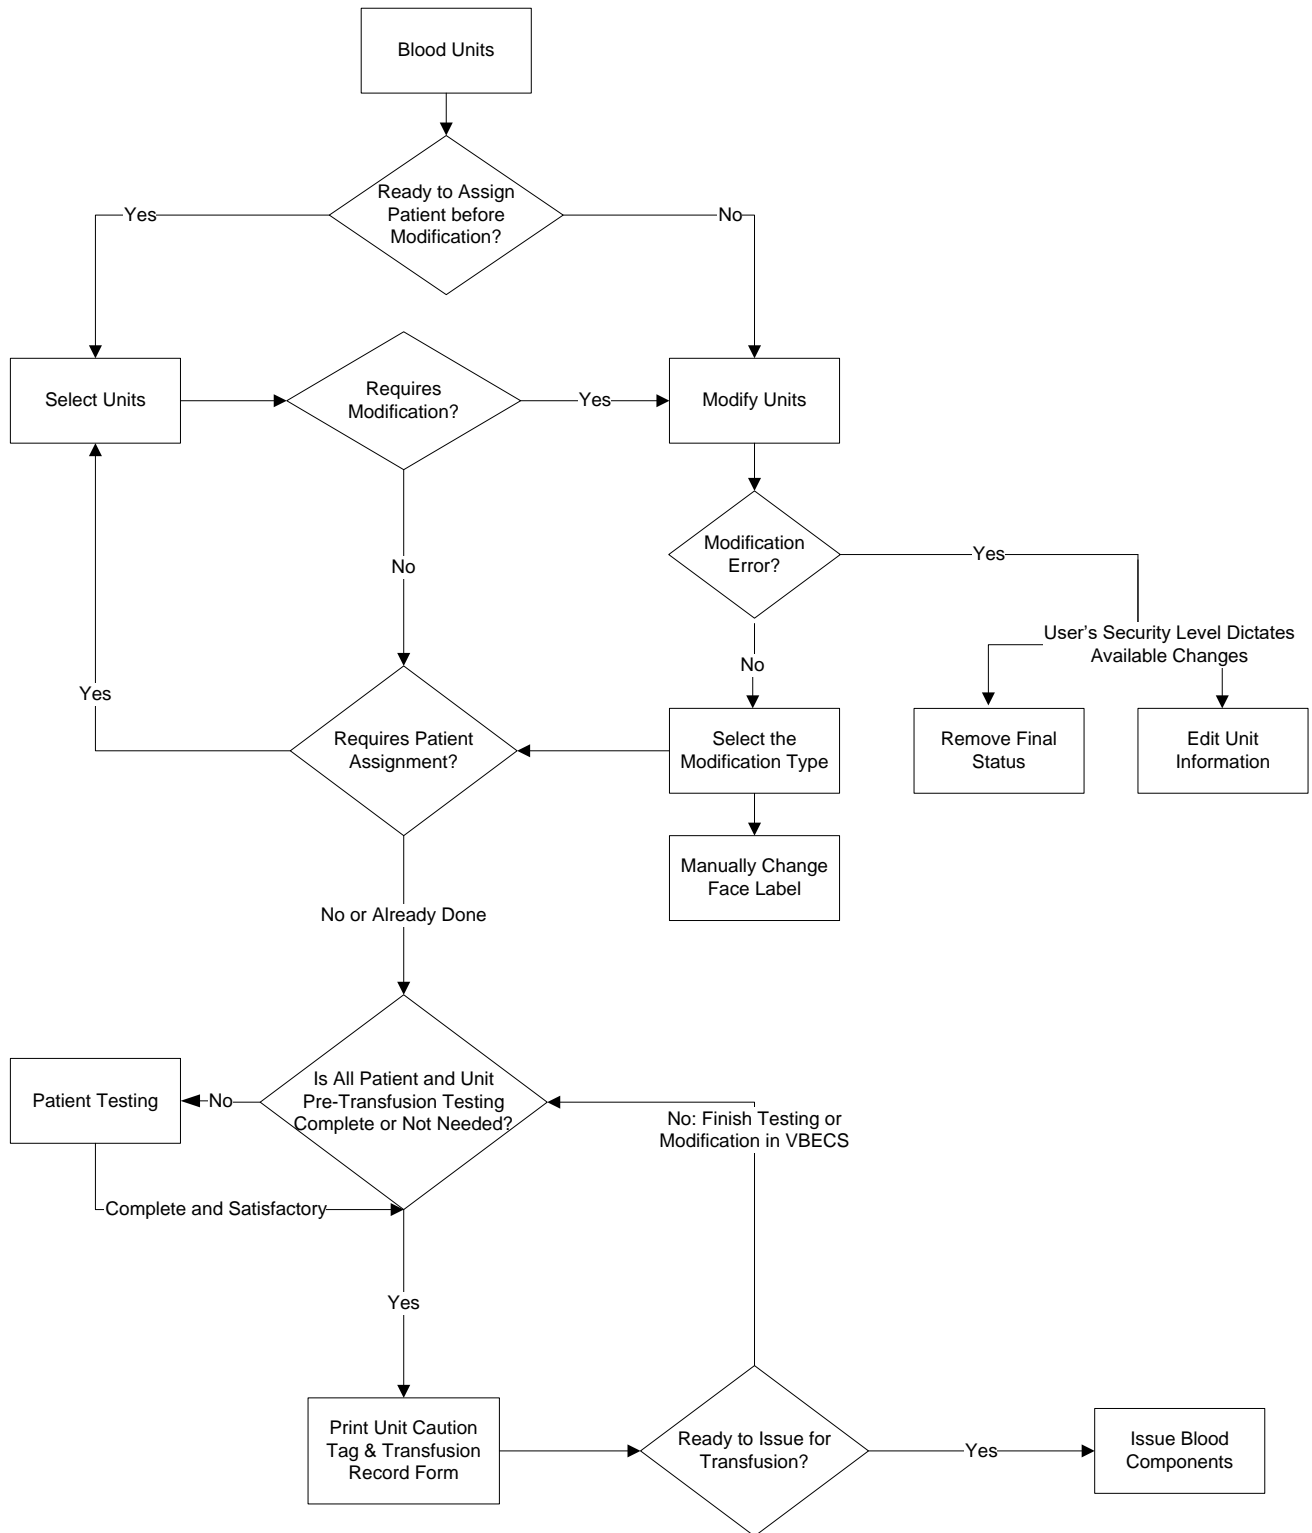 Blood Units
Ready to Assign
Patient before
Modification?
Yes
No
Select Units
Requires
Modification?
Yes
Modify Units
No
Modification
Error?
Yes
User's Security Level Dictates
Available Changes
No
Yes
Requires Patient
Assignment?
Select the
Modification Type
Remove Final
Status
Edit Unit
Information
Manually Change
Face Label
No or Already Done
Patient Testing
No
Is All Patient and Unit
Pre-Transfusion Testing
Complete or Not Needed?
No: Finish Testing or
Modification in VBECS
Complete and Satisfactory
Yes
Print Unit Caution
Tag & Transfusion
Record Form
Ready to Issue for
Transfusion?
Yes
Issue Blood
Components